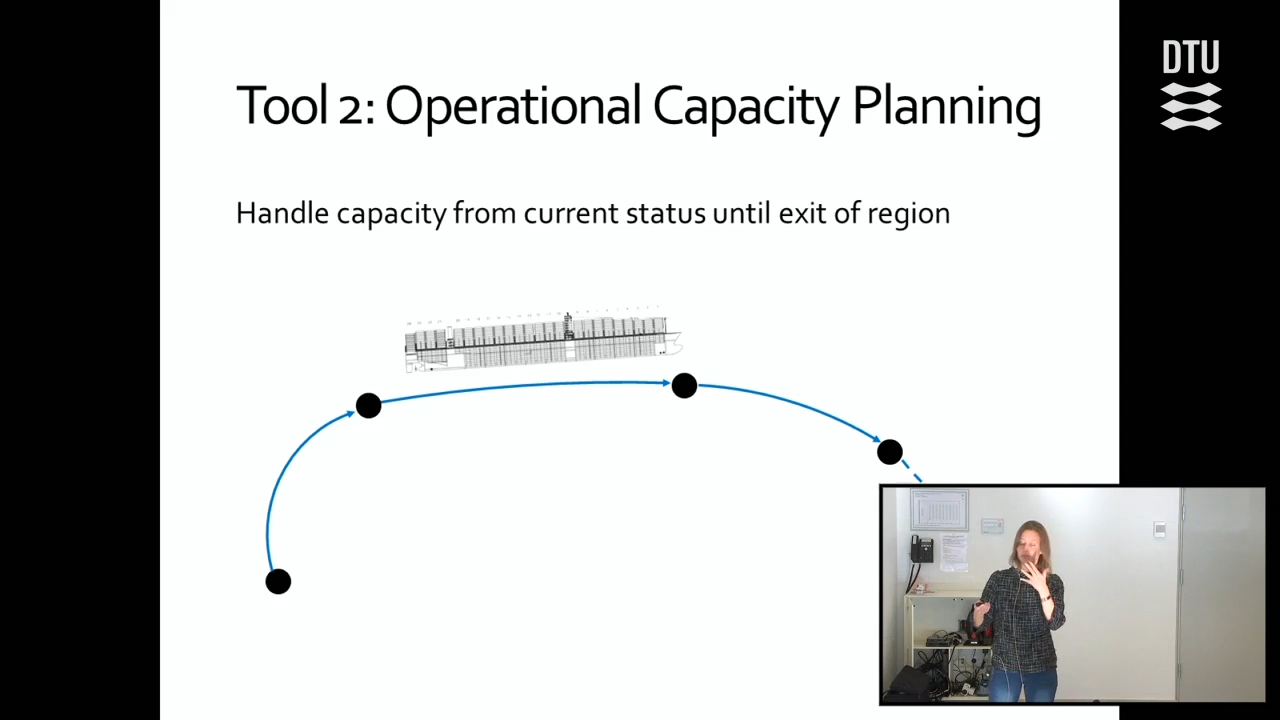 Tool 2: Operational Capacity Planning
DTU
Handle capacity from current status until exit of region